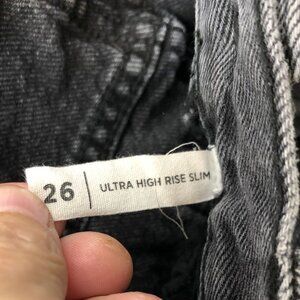 26 | ULTRA HIGH RISE SLIM